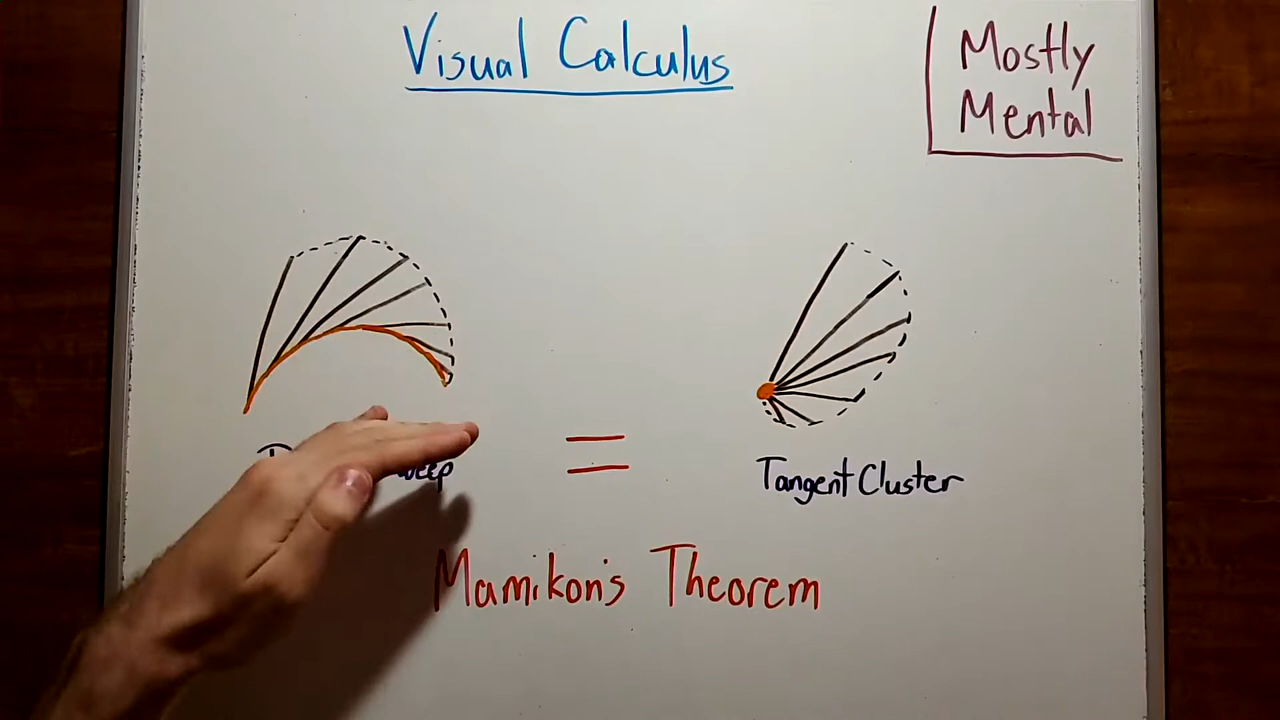 Visual Calculus
Mostly
Mental
=
Tangent Cluster
Mamikon's Theorem